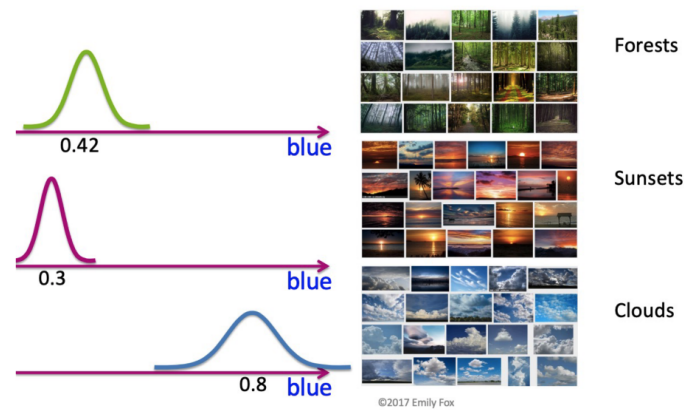 Forests
0.42
blue
Sunsets
0.3
blue
Clouds
0.8
blue
©2017 Emily Fox